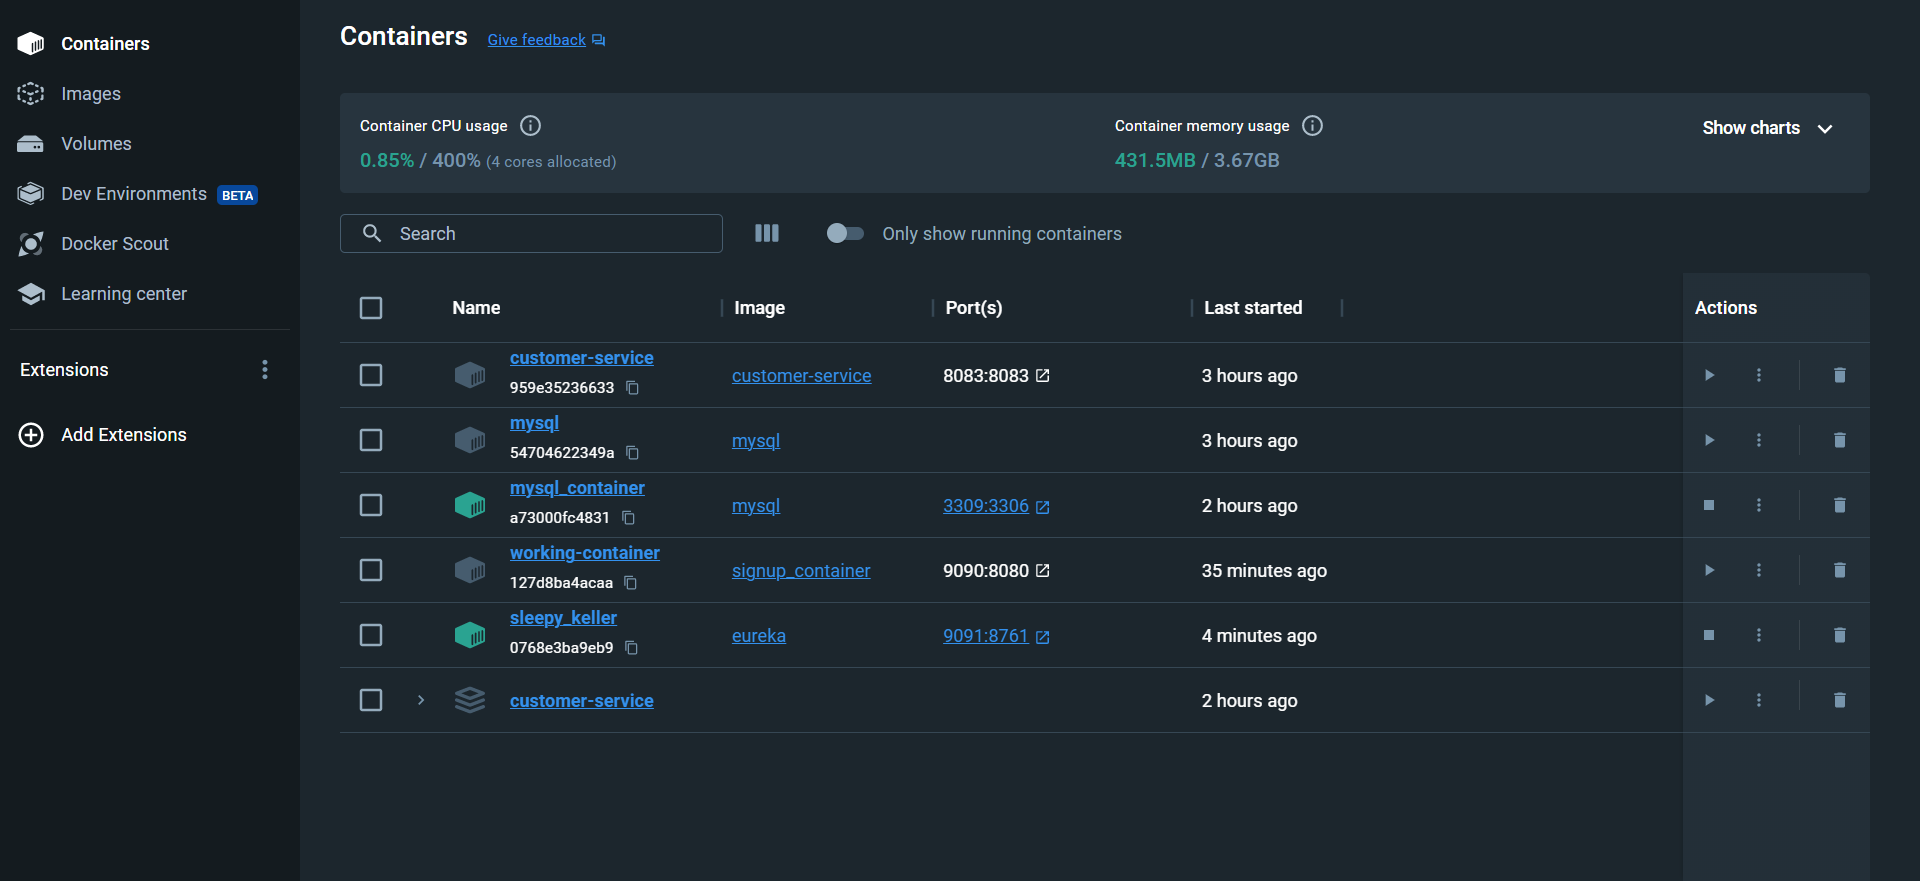 Containers
Images
Volumes
Dev Environments BETA
Docker Scout
Learning center
Extensions
Add Extensions
Containers Give feedback
Container CPU usage
0.85% / 400% (4 cores allocated)
Container memory usage
431.5MB / 3.67GB
Show charts
Search
Only show running containers
Name Image Port(s) Last started Actions
customer-service
959e35236633
customer-service 8083:8083 3 hours ago
mysql
54704622349a
mysql 3 hours ago
mysql_container
a73000fc4831
mysql 3309:3306 2 hours ago
working-container
127d8ba4acaa
signup_container 9090:8080 35 minutes ago
sleepy_keller
0768e3ba9eb9
eureka 9091:8761 4 minutes ago
customer-service 2 hours ago